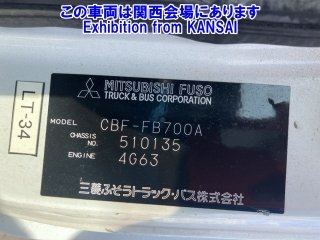 この車両は関西会場にあります
Exhibition from KANSAI
LT-34
MITSUBISHI FUSO
TRUCK & BUS CORPORATION
MODEL CBF-FB700A
CHASSIS NO. 510135
ENGINE 4G63
三菱ふそうトラック・バス株式会社